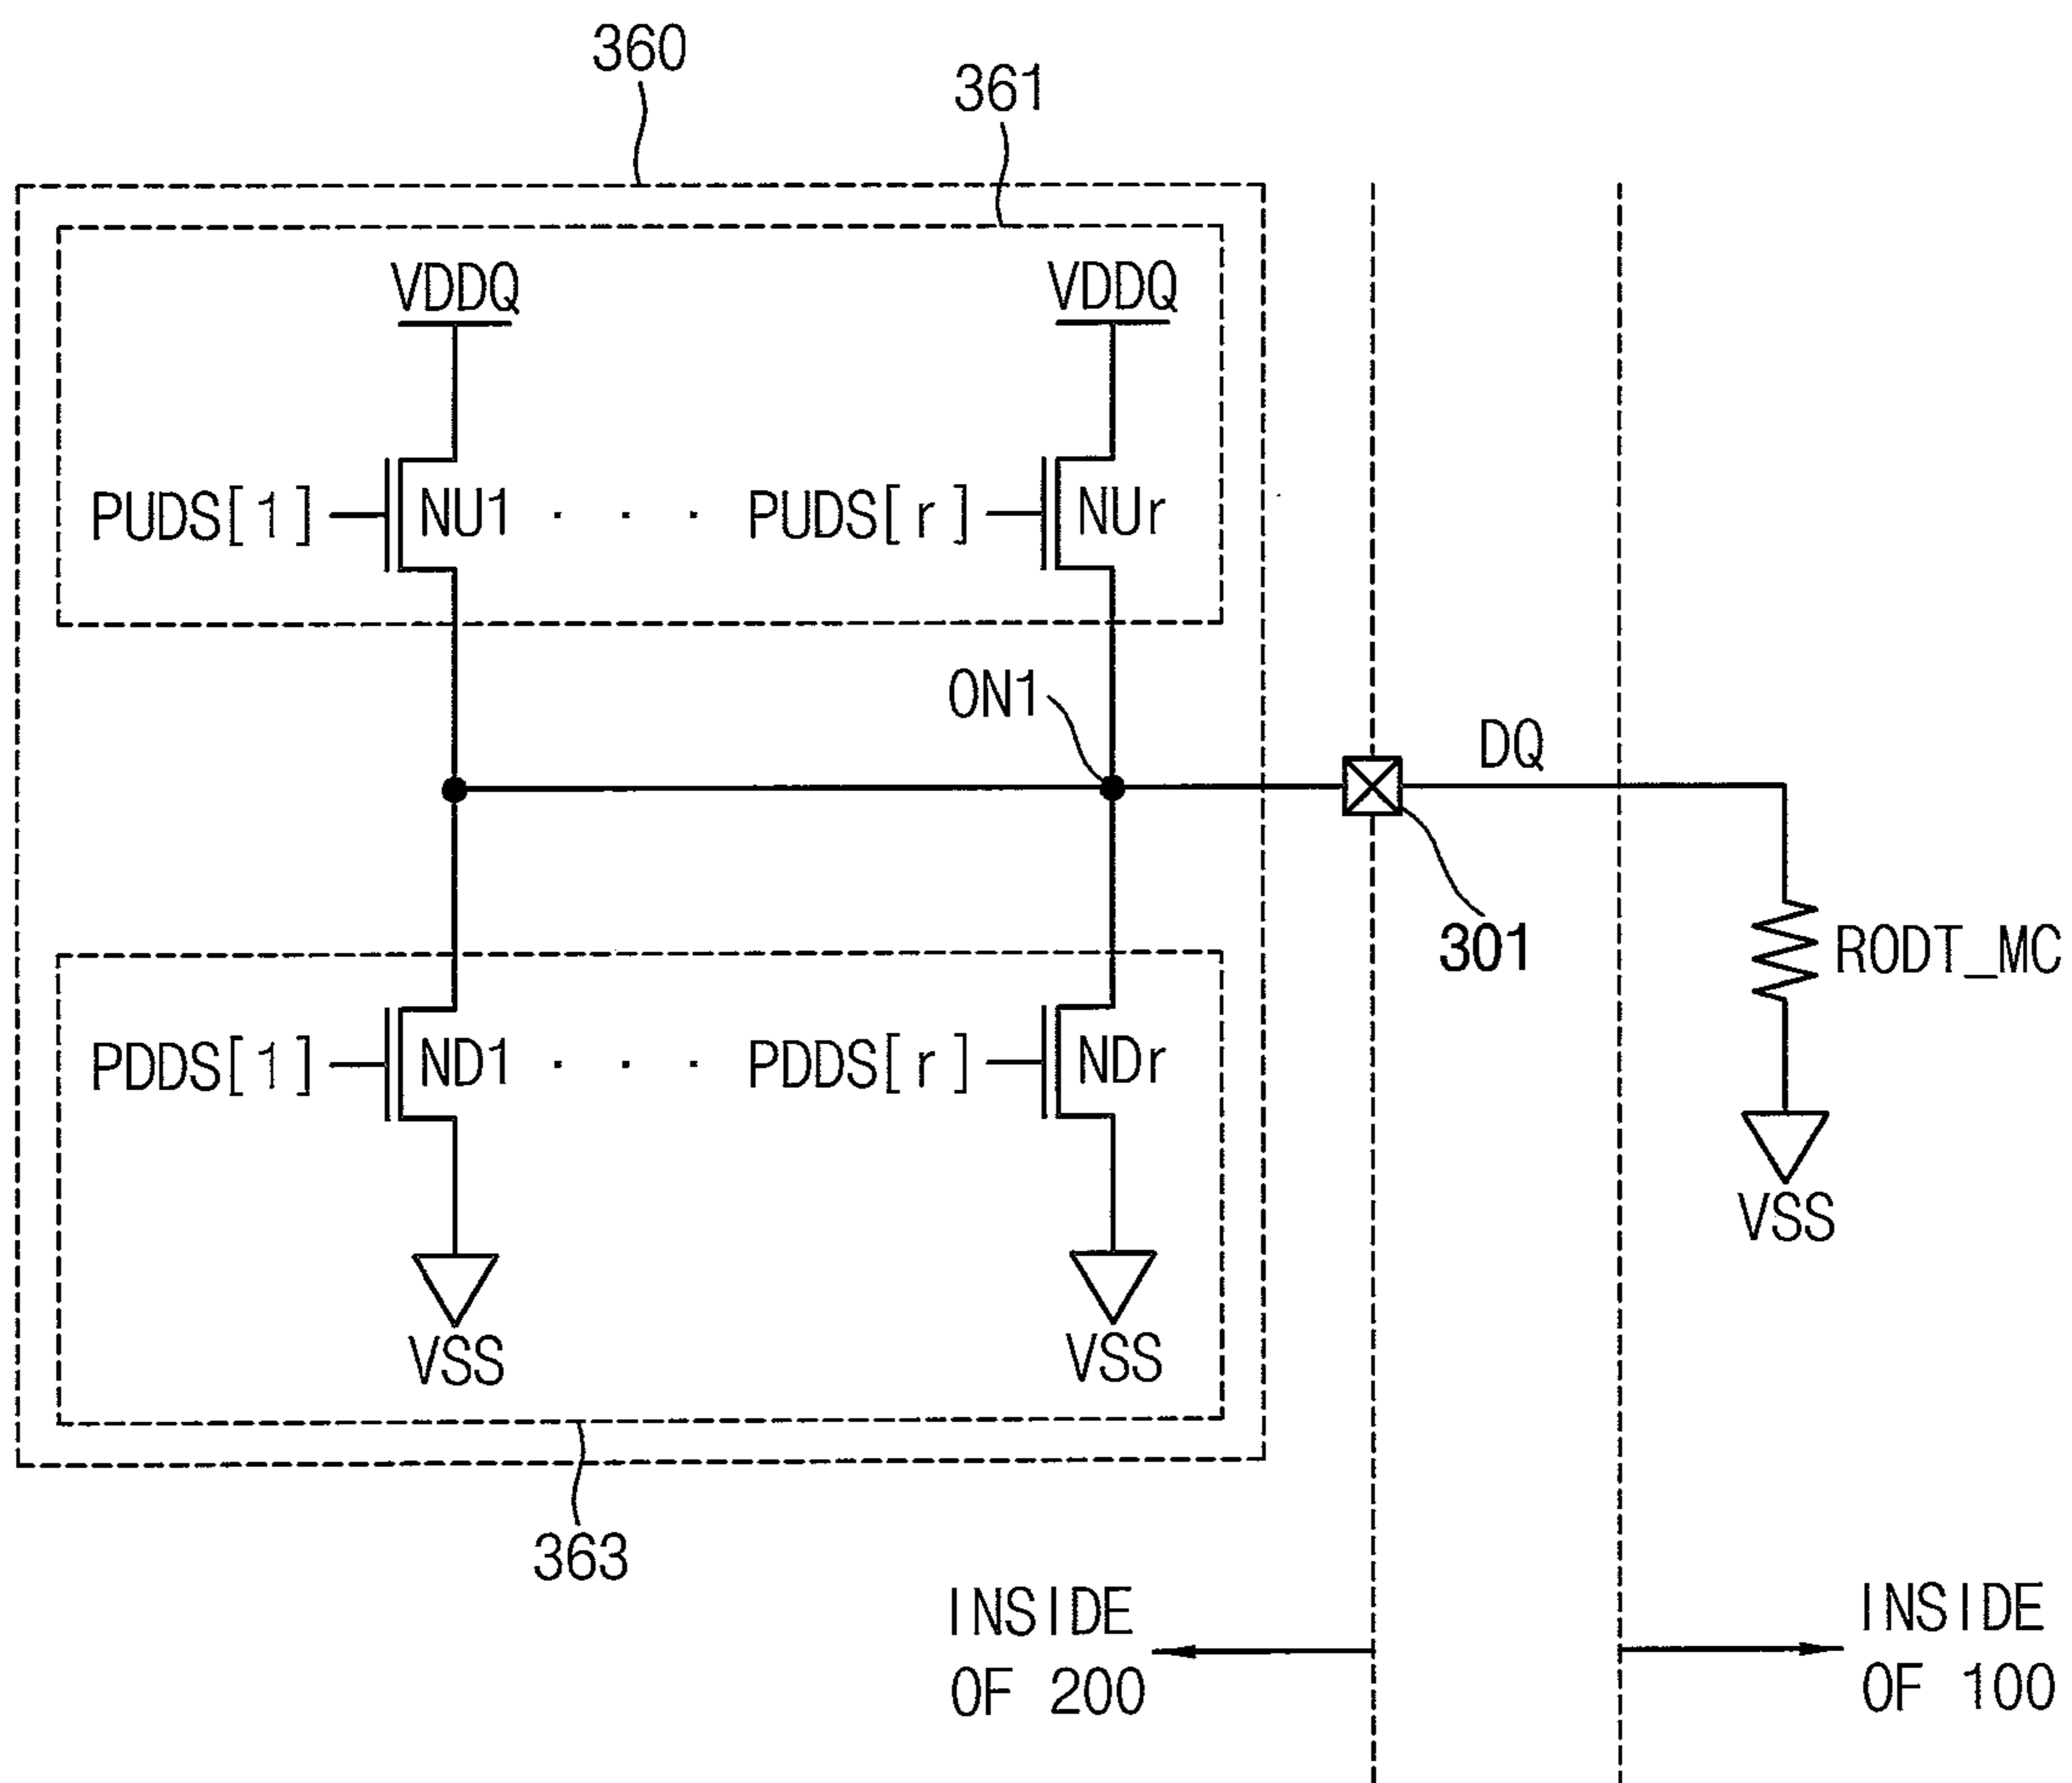 360
361
VDDQ VDDQ
PUDS[1] NU1 · · · PUDS[r] NUr
ON1
DQ
301
RODT_MC
PDDS[1] ND1 · · · PDDS[r] NDr
VSS
VSS VSS
363
INSIDE OF 200
INSIDE OF 100